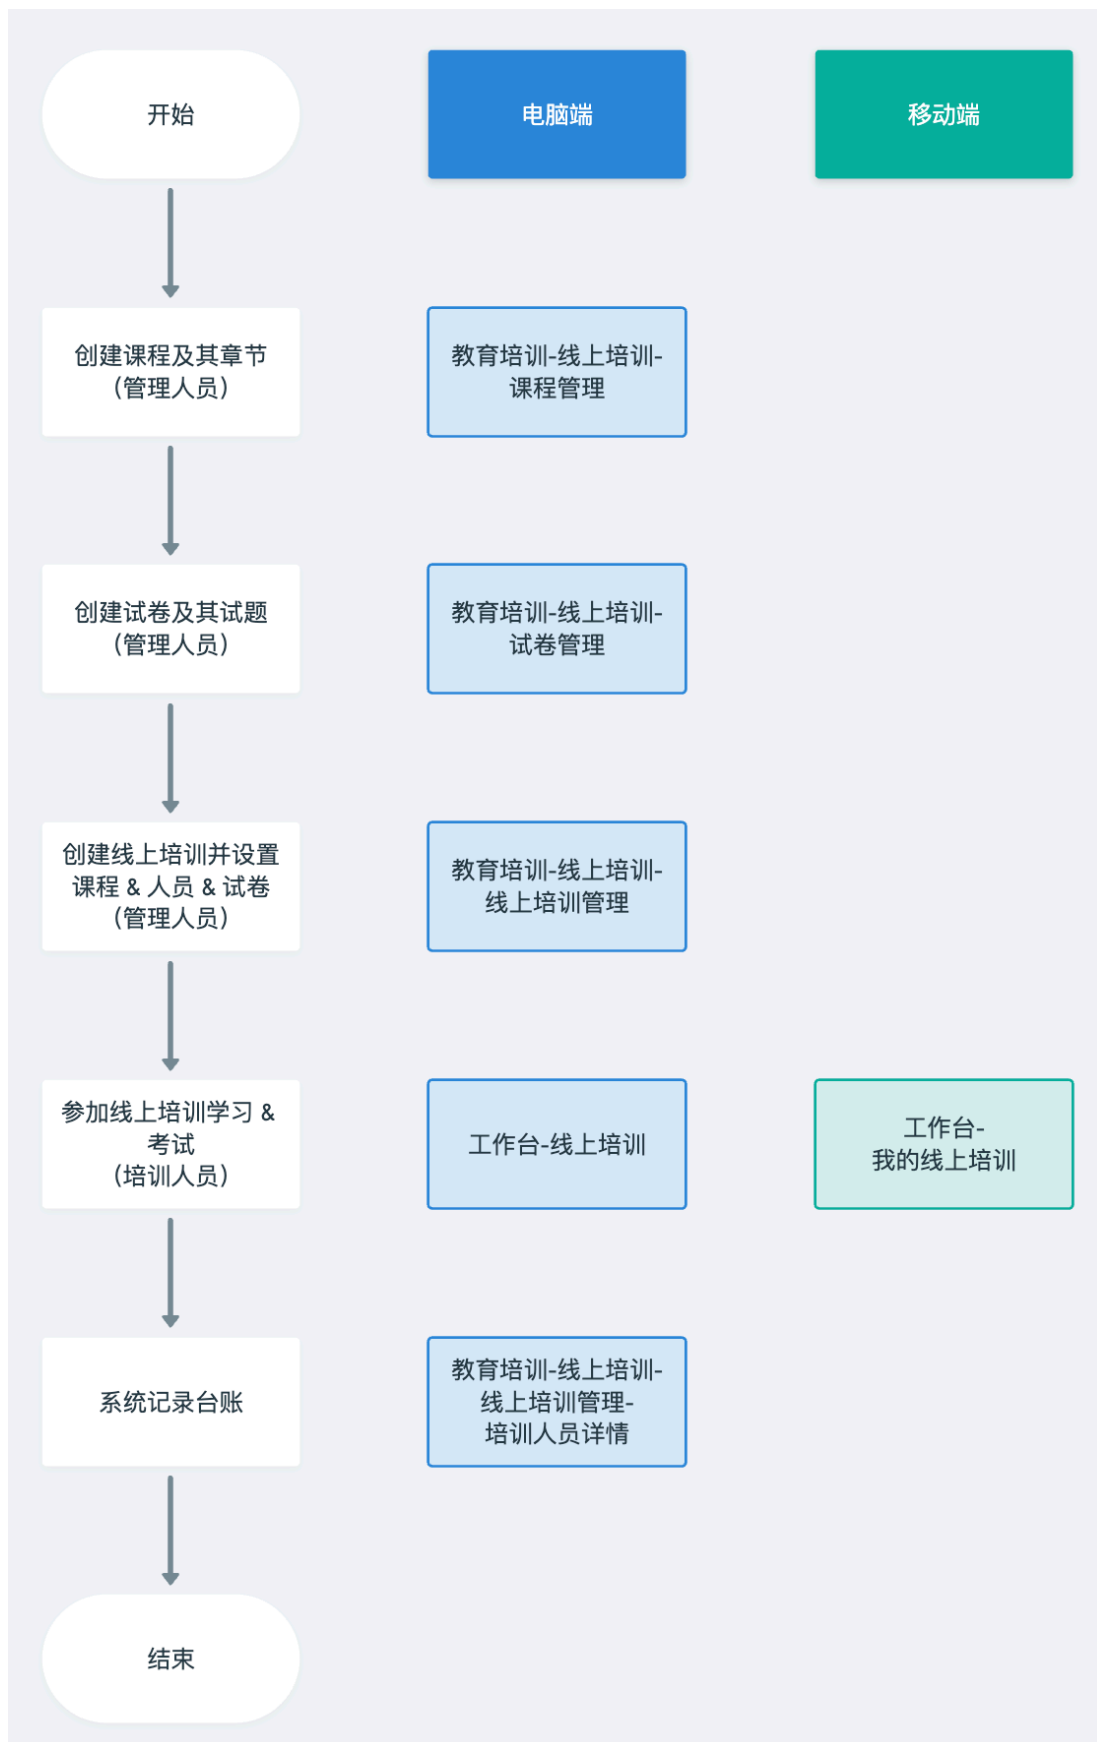 开始
电脑端
移动端
创建课程及其章节
（管理人员）
教育培训-线上培训-
课程管理
创建试卷及其试题
（管理人员）
教育培训-线上培训-
试卷管理
创建线上培训并设置
课程 & 人员 & 试卷
（管理人员）
教育培训-线上培训-
线上培训管理
参加线上培训学习 &
考试
（培训人员）
工作台-线上培训
工作台-
我的线上培训
系统记录台账
教育培训-线上培训-
线上培训管理-
培训人员详情
结束